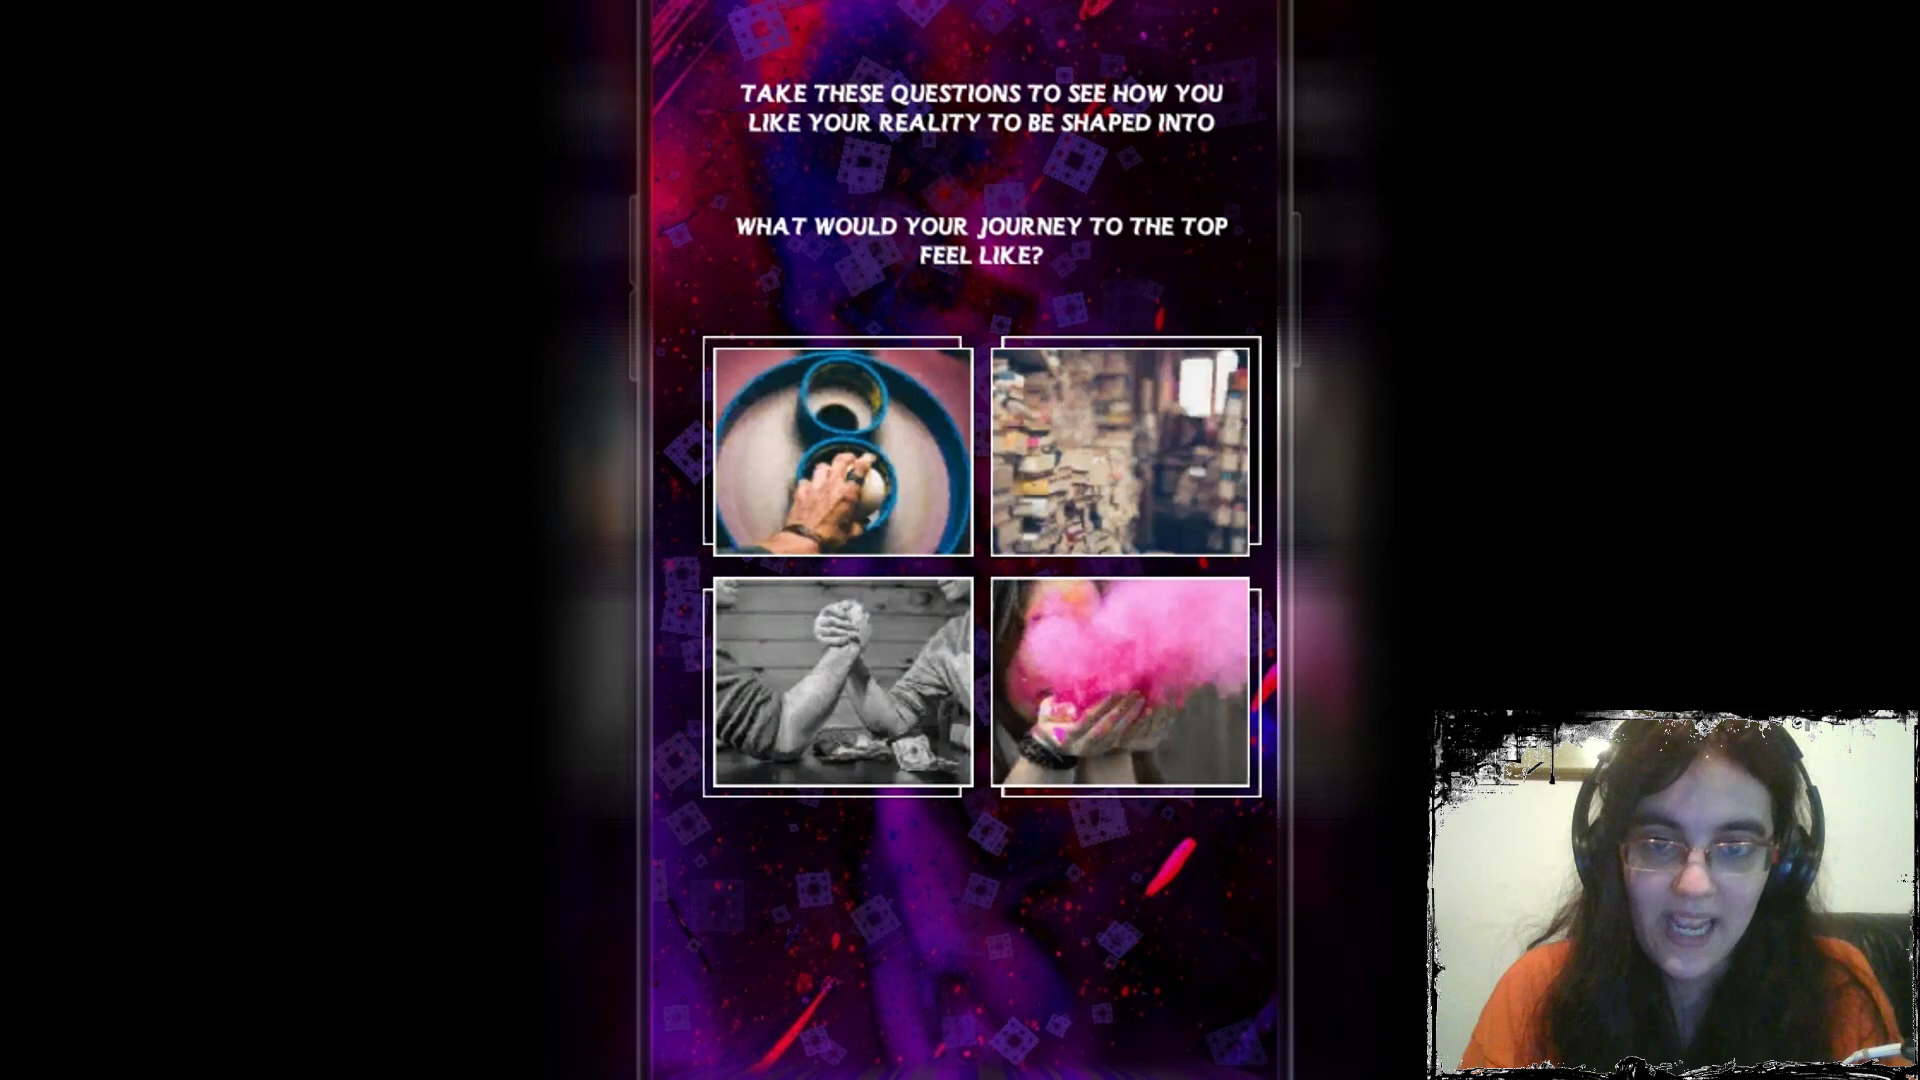 TAKE THESE QUESTIONS TO SEE HOW YOU
LIKE YOUR REALITY TO BE SHAPED INTO
WHAT WOULD YOUR JOURNEY TO THE TOP
FEEL LIKE?